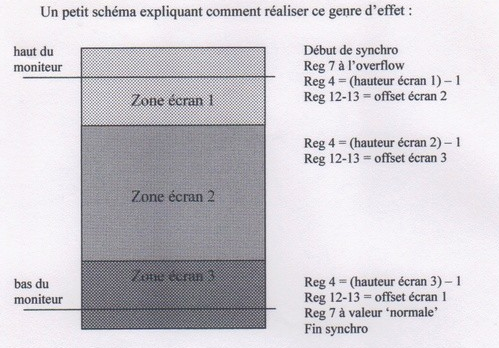 Un petit schéma expliquant comment réaliser ce genre d'effet :
haut du
moniteur
Zone écran 1
Début de synchro
Reg 7 à l'overflow
Reg 4 = (hauteur écran 1) – 1
Reg 12-13 = offset écran 2
Zone écran 2
Reg 4 = (hauteur écran 2) – 1
Reg 12-13 = offset écran 3
Zone écran 3
bas du
moniteur
Reg 4 = (hauteur écran 3) – 1
Reg 12-13 = offset écran 1
Reg 7 à valeur 'normale'
Fin synchro